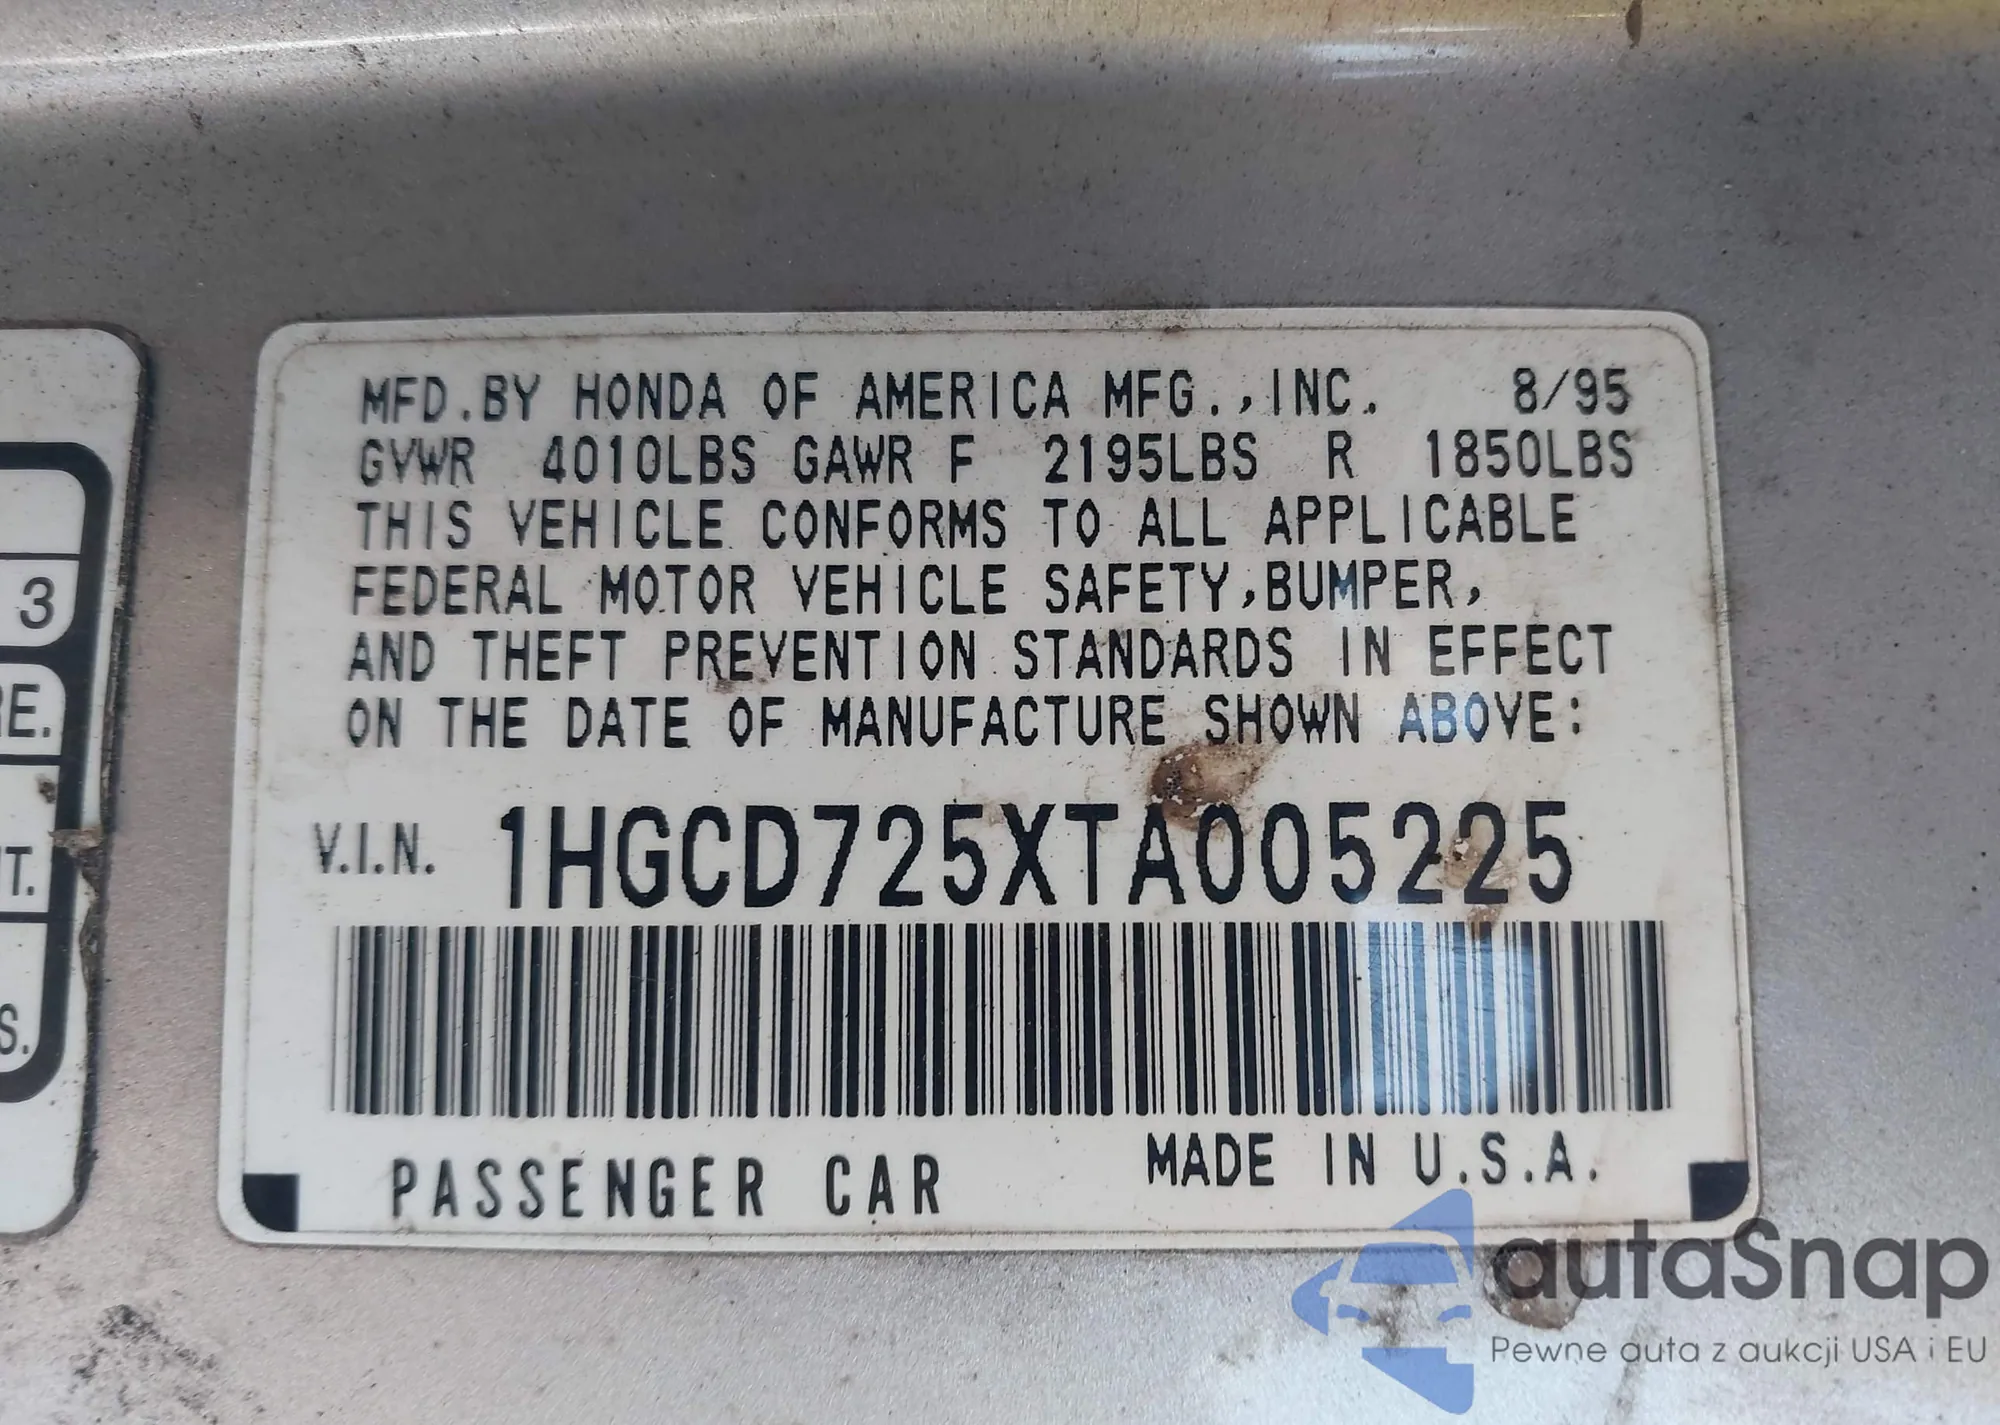 MFD.BY HONDA OF AMERICA MFG.,INC. 8/95
GVWR 4010LBS GAWR F 2195LBS R 1850LBS
THIS VEHICLE CONFORMS TO ALL APPLICABLE
FEDERAL MOTOR VEHICLE SAFETY,BUMPER,
AND THEFT PREVENTION STANDARDS IN EFFECT
ON THE DATE OF MANUFACTURE SHOWN ABOVE:
V.I.N. 1HGCD725XTA005225
PASSENGER CAR MADE IN U.S.A.
3
autaSnap
Pewne auta z aukcji USA i EU